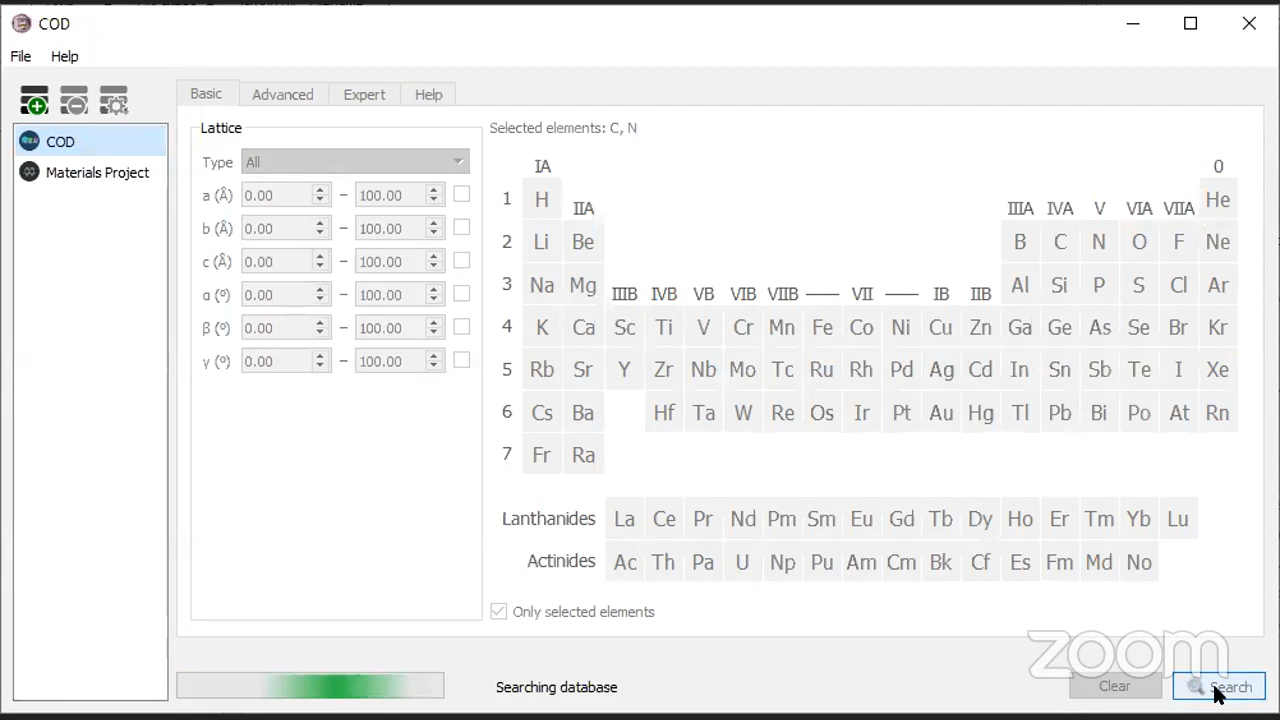 COD
File Help
Basic Advanced Expert Help
COD
Materials Project
Lattice
Type All
a (Å) 0.00 – 100.00
b (Å) 0.00 – 100.00
c (Å) 0.00 – 100.00
α (º) 0.00 – 100.00
β (º) 0.00 – 100.00
γ (º) 0.00 – 100.00
Selected elements: C, N
IA 0
1 H IIA IIIA IVA V VIA VIIA He
2 Li Be B C N O F Ne
3 Na Mg IIIB IVB VB VIB VIIB VII IB IIB Al Si P S Cl Ar
4 K Ca Sc Ti V Cr Mn Fe Co Ni Cu Zn Ga Ge As Se Br Kr
5 Rb Sr Y Zr Nb Mo Tc Ru Rh Pd Ag Cd In Sn Sb Te I Xe
6 Cs Ba Hf Ta W Re Os Ir Pt Au Hg Tl Pb Bi Po At Rn
7 Fr Ra
Lanthanides La Ce Pr Nd Pm Sm Eu Gd Tb Dy Ho Er Tm Yb Lu
Actinides Ac Th Pa U Np Pu Am Cm Bk Cf Es Fm Md No
Only selected elements
zoom
Searching database Clear Search